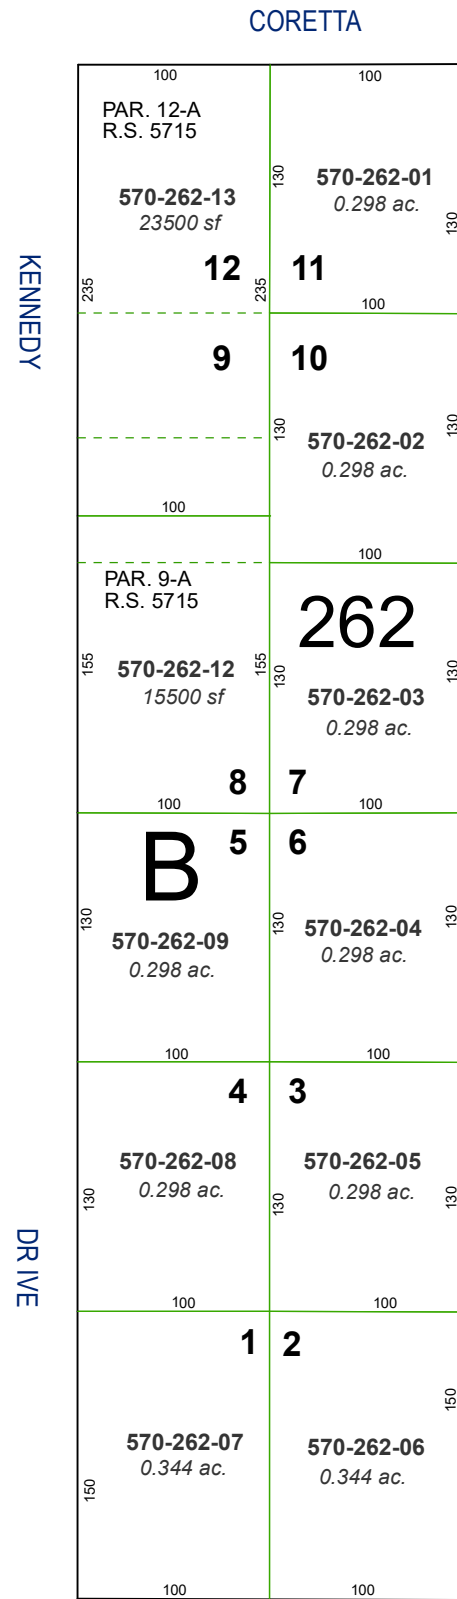 CORETTA
KENNEDY
DR IVE
100
100
PAR. 12-A
R.S. 5715
570-262-13
23500 sf
130
570-262-01
0.298 ac.
130
12
11
235
235
100
9
10
130
570-262-02
0.298 ac.
130
100
100
PAR. 9-A
R.S. 5715
262
155
570-262-12
15500 sf
155
130
570-262-03
0.298 ac.
130
8
7
100
100
B
5
6
130
570-262-09
0.298 ac.
130
570-262-04
0.298 ac.
130
100
100
4
3
570-262-08
0.298 ac.
130
130
570-262-05
0.298 ac.
130
100
100
1
2
150
570-262-07
0.344 ac.
570-262-06
0.344 ac.
150
100
100